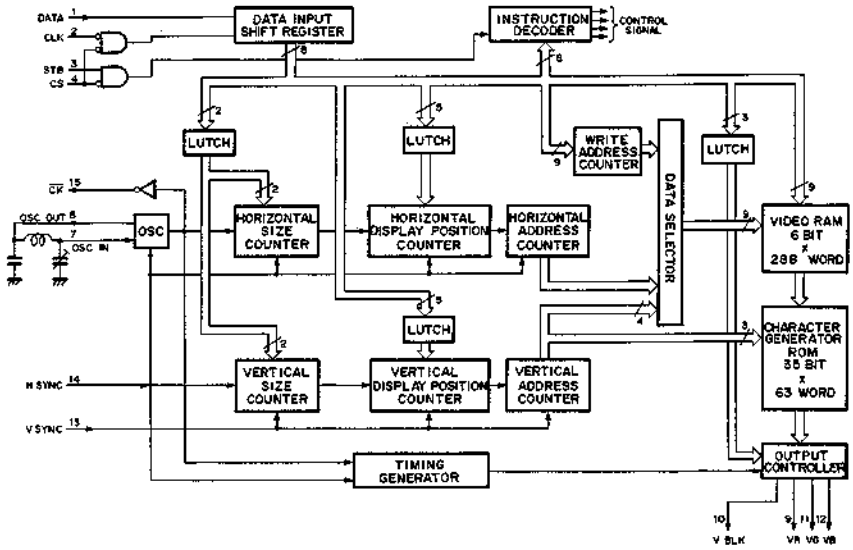 DATA 1
CLK 2
STB 3
CS 4
DATA INPUT
SHIFT REGISTER
8
INSTRUCTION
DECODER
CONTROL
SIGNAL
8
2
LUTCH
5
LUTCH
9
WRITE
ADDRESS
COUNTER
DATA SELECTOR
3
LUTCH
9
CK 15
OSC OUT 6
7
OSC IN
OSC
2
HORIZONTAL
SIZE
COUNTER
HORIZONTAL
DISPLAY POSITION
COUNTER
HORIZONTAL
ADDRESS
COUNTER
9
VIDEO RAM
6 BIT
x
288 WORD
5
LUTCH
4
3
CHARACTER
GENERATOR
ROM
35 BIT
x
63 WORD
2
H SYNC 14
VERTICAL
SIZE
COUNTER
VERTICAL
DISPLAY POSITION
COUNTER
VERTICAL
ADDRESS
COUNTER
V SYNC 13
TIMING
GENERATOR
OUTPUT
CONTROLLER
10 9 11 12
V BLK VR VG VB